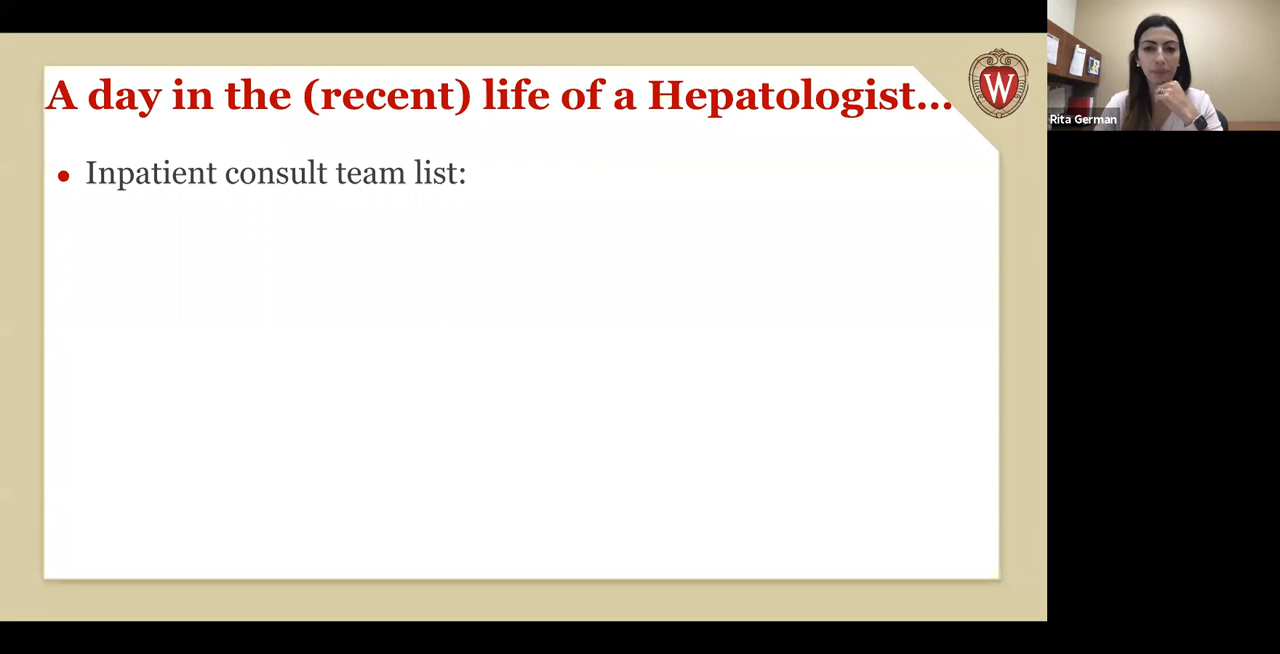 A day in the (recent) life of a Hepatologist...
W
Rita German
Inpatient consult team list: